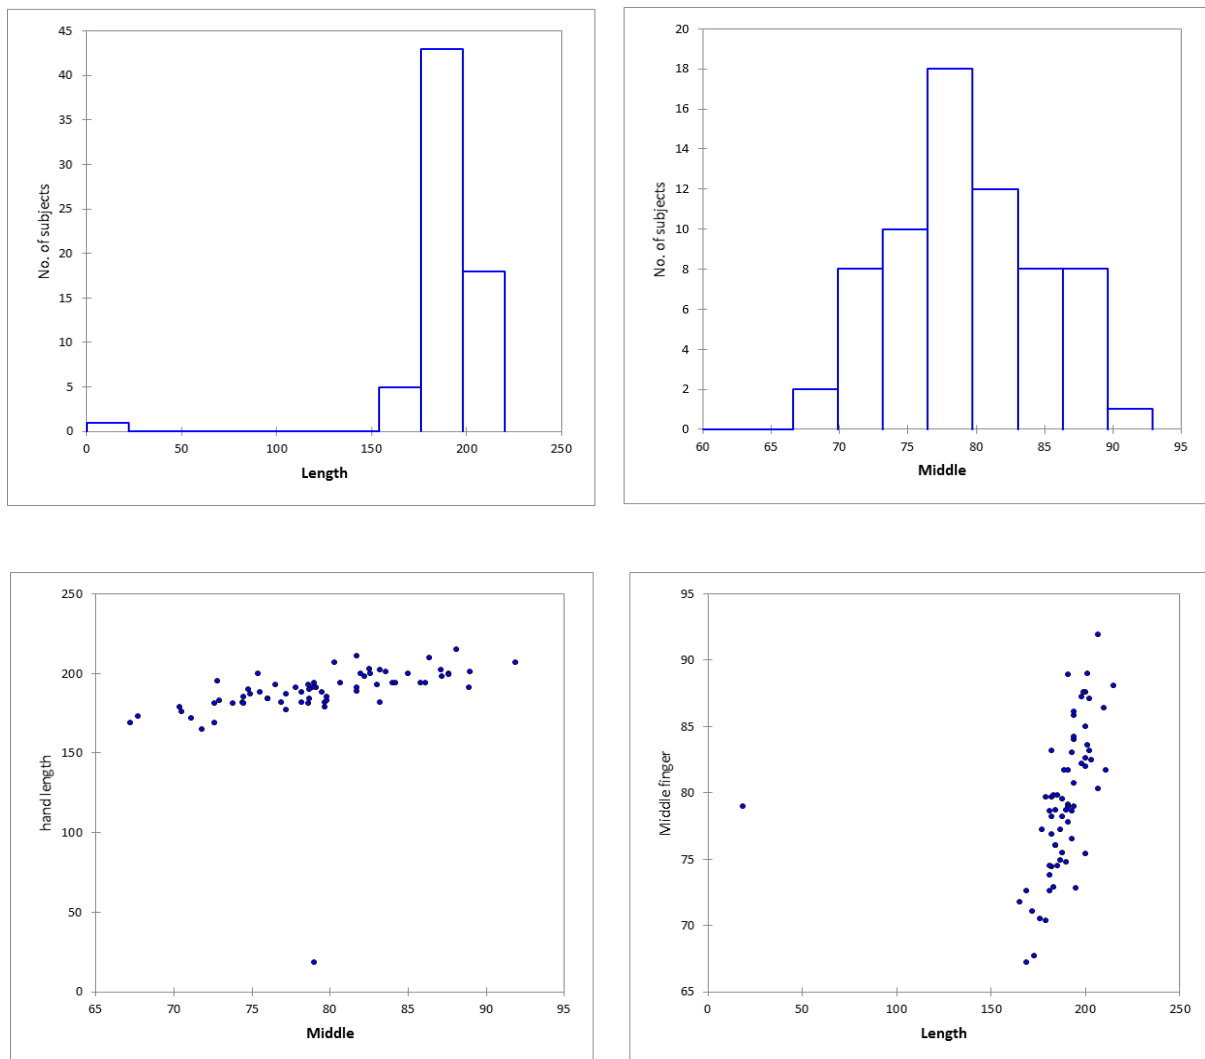 45
40
35
30
25
20
15
10
5
0
No. of subjects
0 50 100 150 200 250
Length
20
18
16
14
12
10
8
6
4
2
0
No. of subjects
60 65 70 75 80 85 90 95
Middle
250
200
150
100
50
0
hand length
65 70 75 80 85 90 95
Middle
95
90
85
80
75
70
65
Middle finger
0 50 100 150 200 250
Length